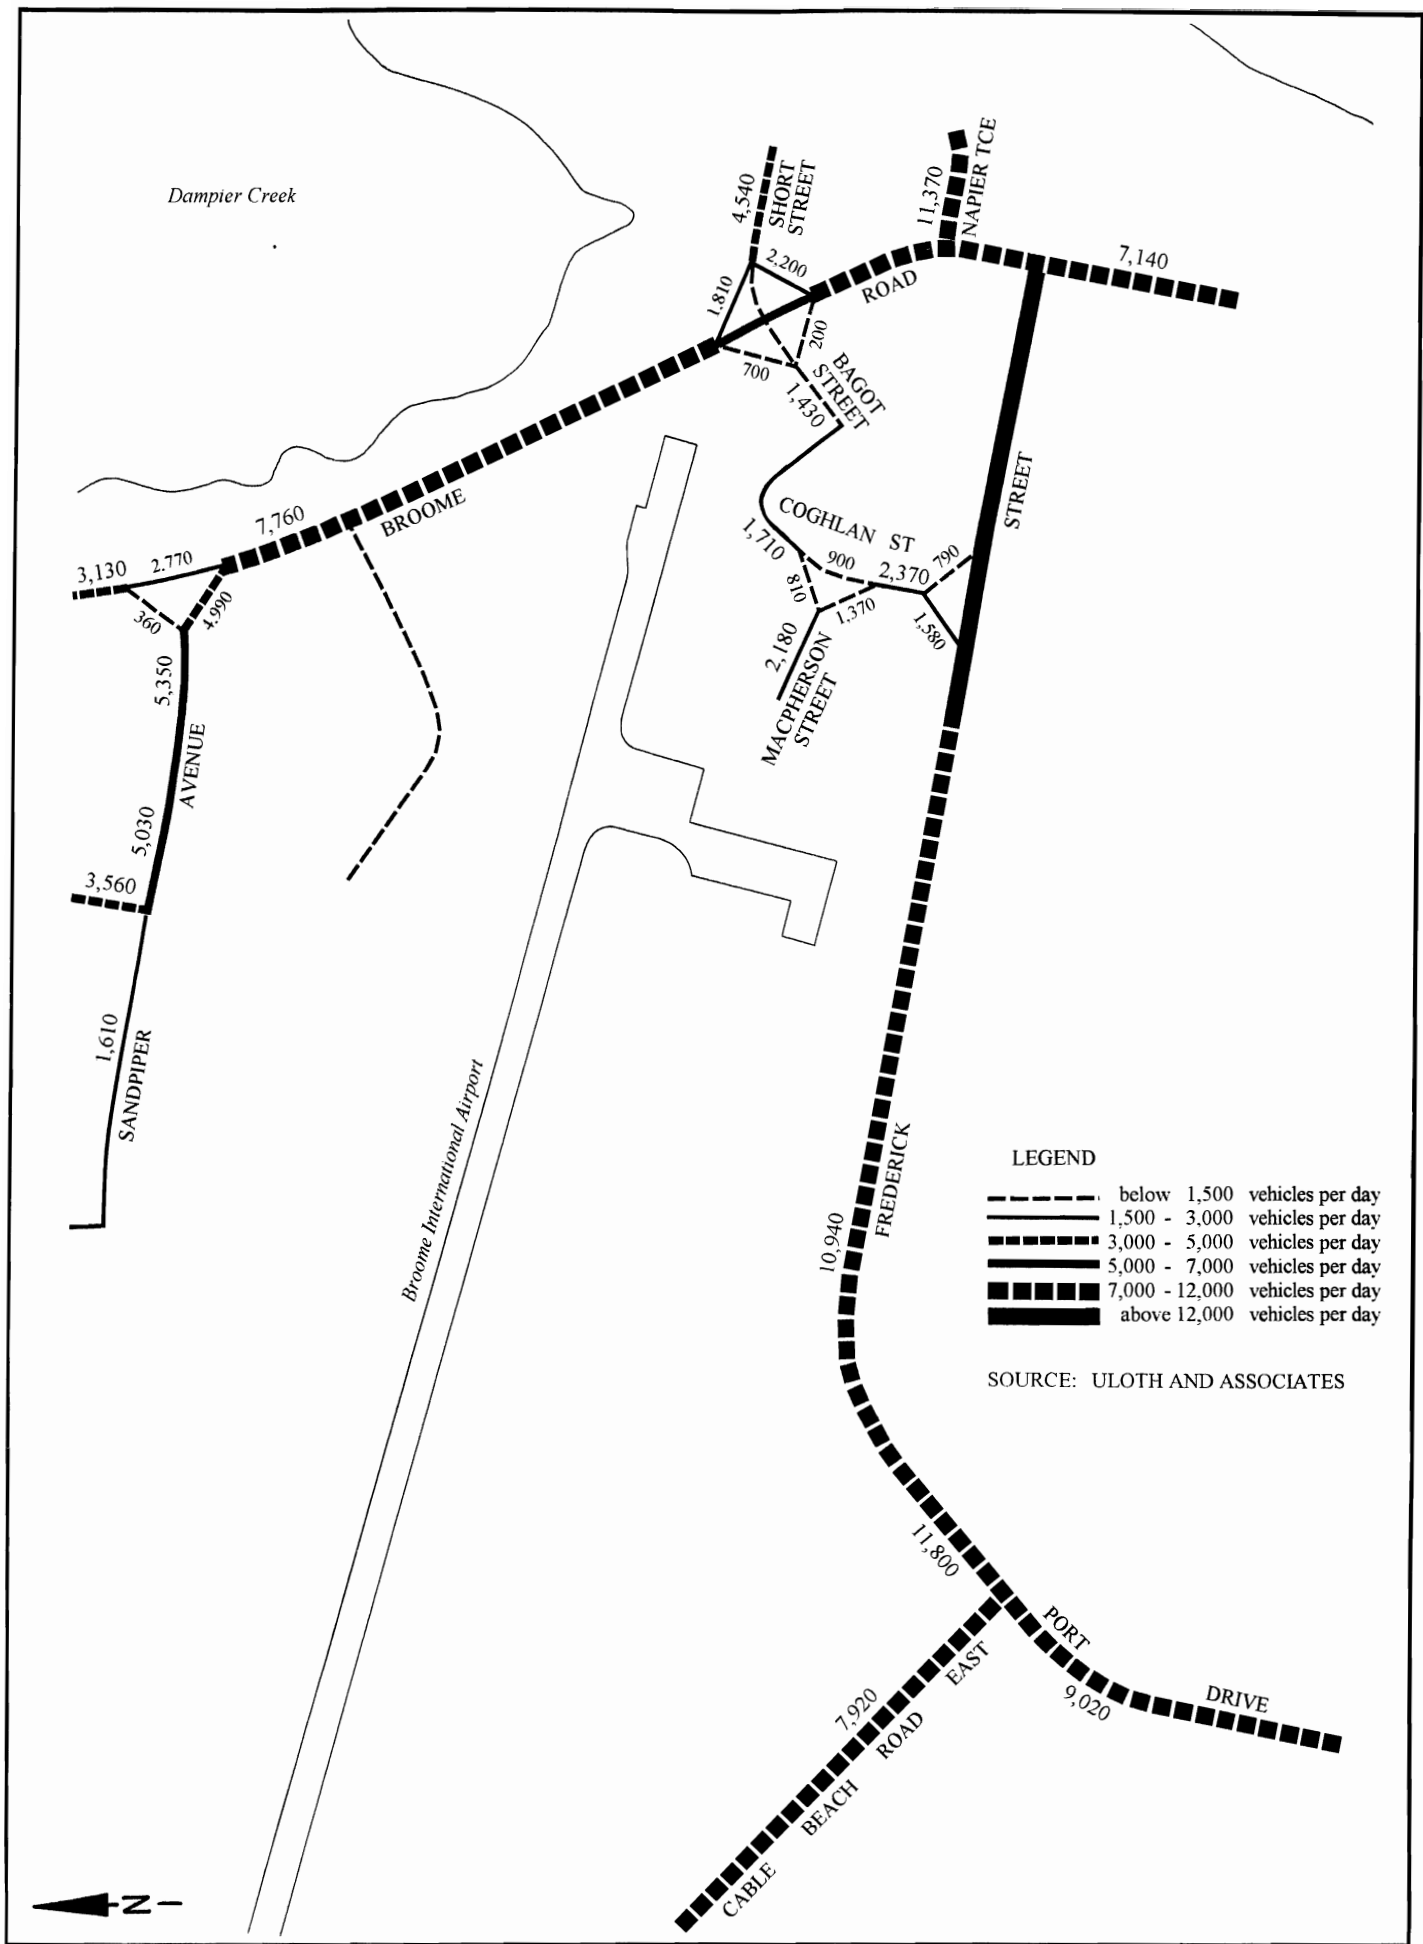 Dampier Creek
4,540
SHORT
STREET
11,370
NAPIER TCE
2,200
1,810
7,140
ROAD
200
700
BAGOT
STREET
1,430
7,760
BROOME
STREET
COGHLAN ST
1,710
900
2,370
790
810
1,370
1,580
2,180
MACPHERSON
STREET
3,130
2.770
360
4,990
5,350
AVENUE
5,030
3,560
1,610
SANDPIPER
Broome International Airport
FREDERICK
10,940
LEGEND
below 1,500 vehicles per day
1,500 - 3,000 vehicles per day
3,000 - 5,000 vehicles per day
5,000 - 7,000 vehicles per day
7,000 - 12,000 vehicles per day
above 12,000 vehicles per day
SOURCE: ULOTH AND ASSOCIATES
11,800
PORT
9,020
DRIVE
7,920
CABLE BEACH ROAD EAST
N